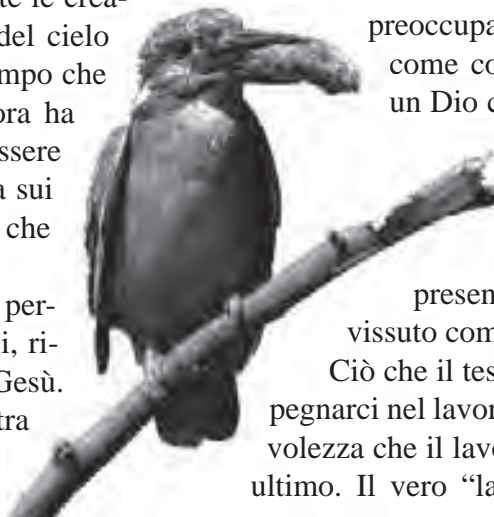 te le crea-
del cielo
mpo che
ora ha
ssere
a sui
che
per-
i, ri-
Gesù.
tra
preoccupa
come co
un Dio c
presen
vissuto com
Ciò che il tes
pegnarci nel lavor
volezza che il lavo
ultimo. Il vero “la